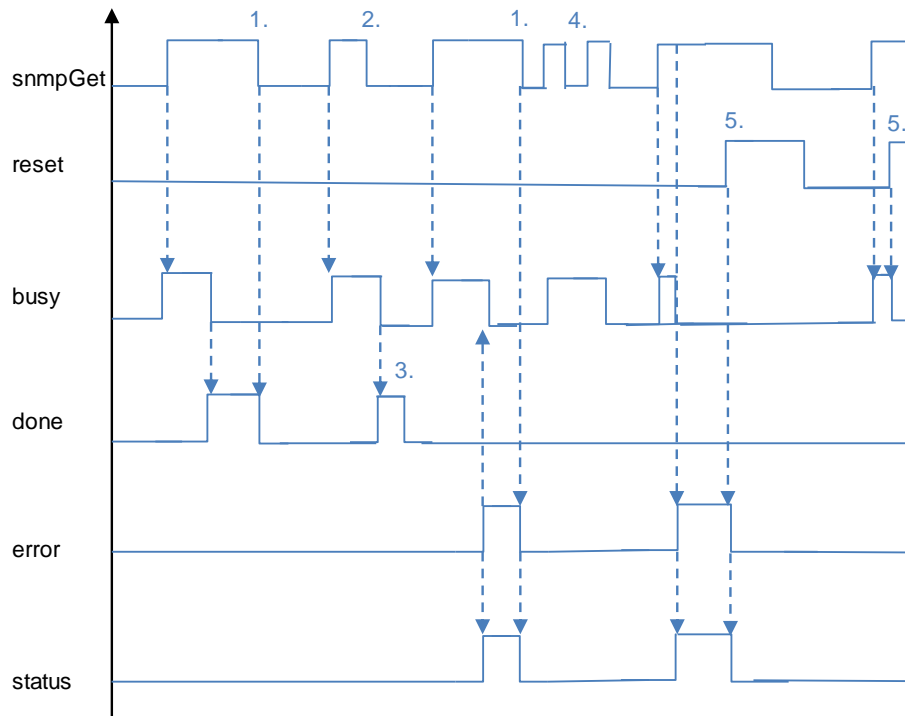 1. 2. 1. 4.
snmpGet
5. 5.
reset
busy
3.
done
error
status